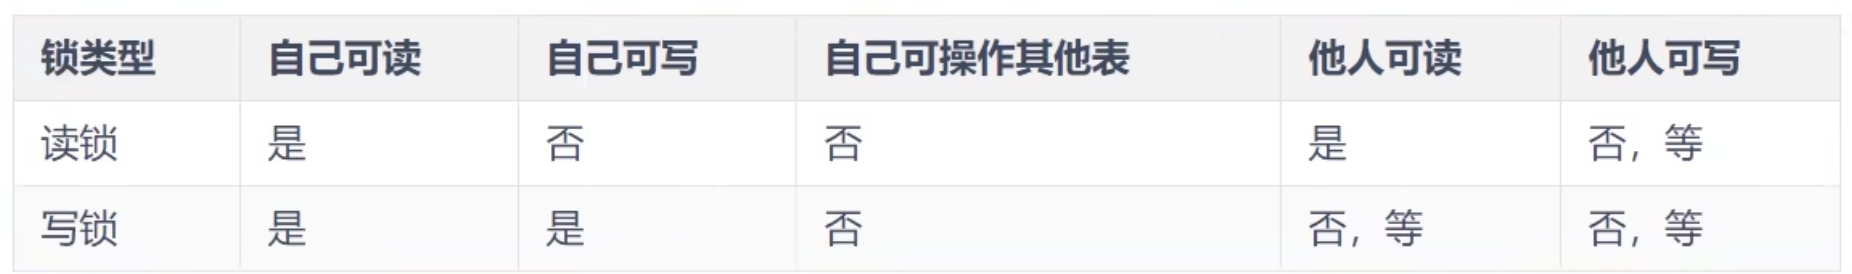 锁类型 自己可读 自己可写 自己可操作其他表 他人可读 他人可写
读锁 是 否 否 是 否，等
写锁 是 是 否 否，等 否，等